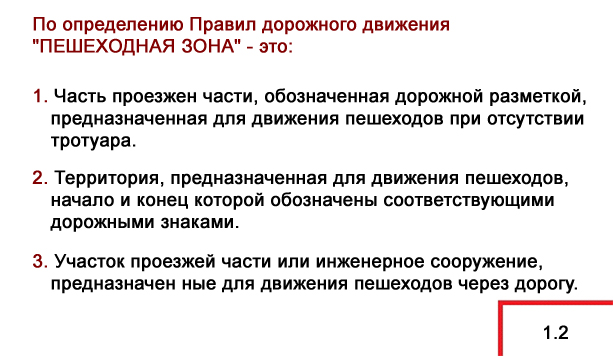 По определению Правил дорожного движения
"ПЕШЕХОДНАЯ ЗОНА" - это:
1. Часть проезжен части, обозначенная дорожной разметкой,
предназначенная для движения пешеходов при отсутствии
тротуара.
2. Территория, предназначенная для движения пешеходов,
начало и конец которой обозначены соответствующими
дорожными знаками.
3. Участок проезжей части или инженерное сооружение,
предназначен ные для движения пешеходов через дорогу.
1.2